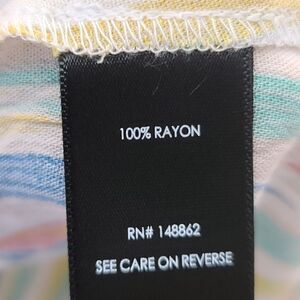 100% RAYON
RN# 148862
SEE CARE ON REVERSE